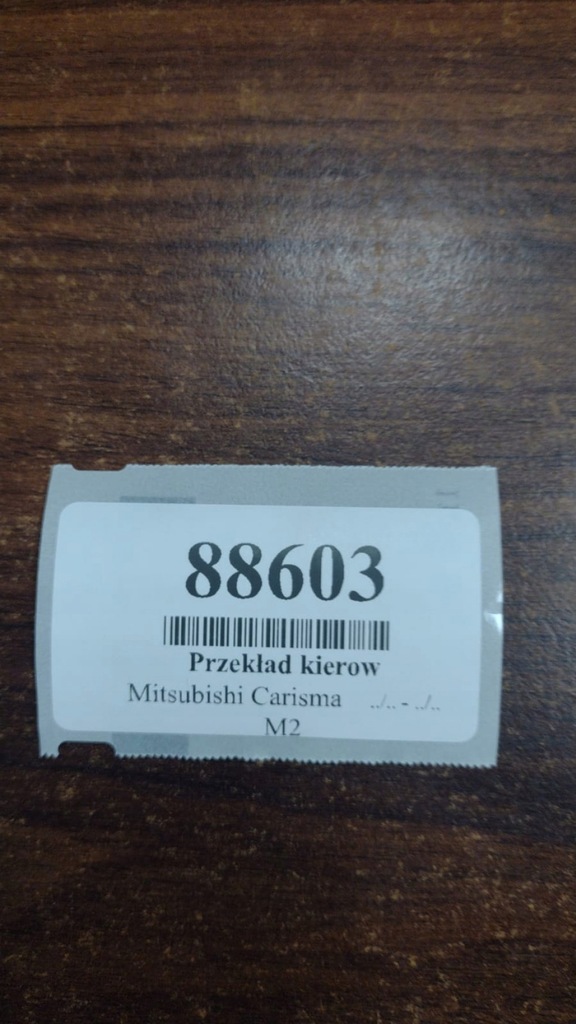 88603
Przekład kierow
Mitsubishi Carisma ../.. - ../..
M2